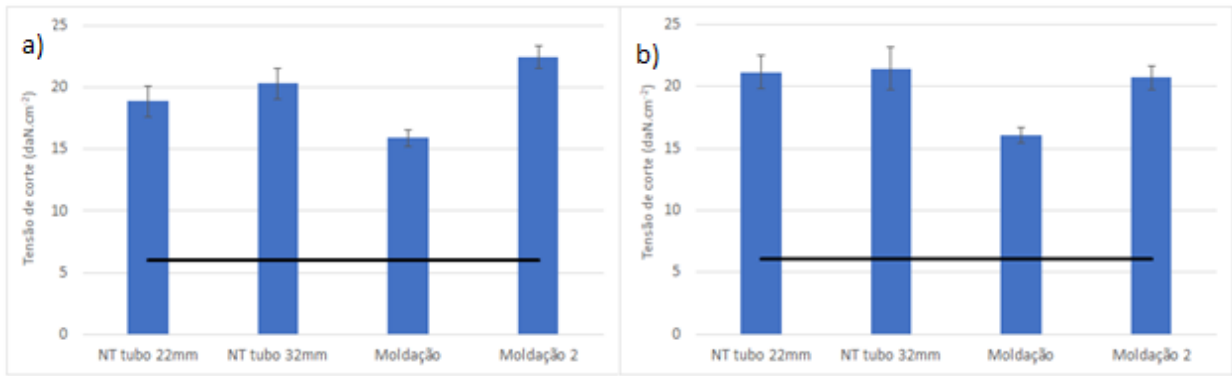 a)
Tensão de corte (daN.cm⁻²)
25
20
15
10
5
0
NT tubo 22mm
NT tubo 32mm
Moldação
Moldação 2
b)
Tensão de corte (daN.cm⁻²)
25
20
15
10
5
0
NT tubo 22mm
NT tubo 32mm
Moldação
Moldação 2